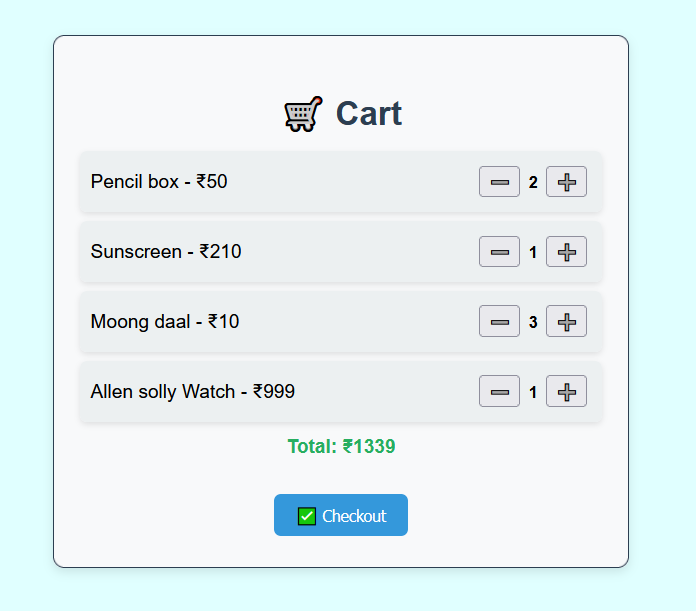 🛒 Cart
Pencil box - ₹50 ➖ 2 ➕
Sunscreen - ₹210 ➖ 1 ➕
Moong daal - ₹10 ➖ 3 ➕
Allen solly Watch - ₹999 ➖ 1 ➕
Total: ₹1339
✅ Checkout